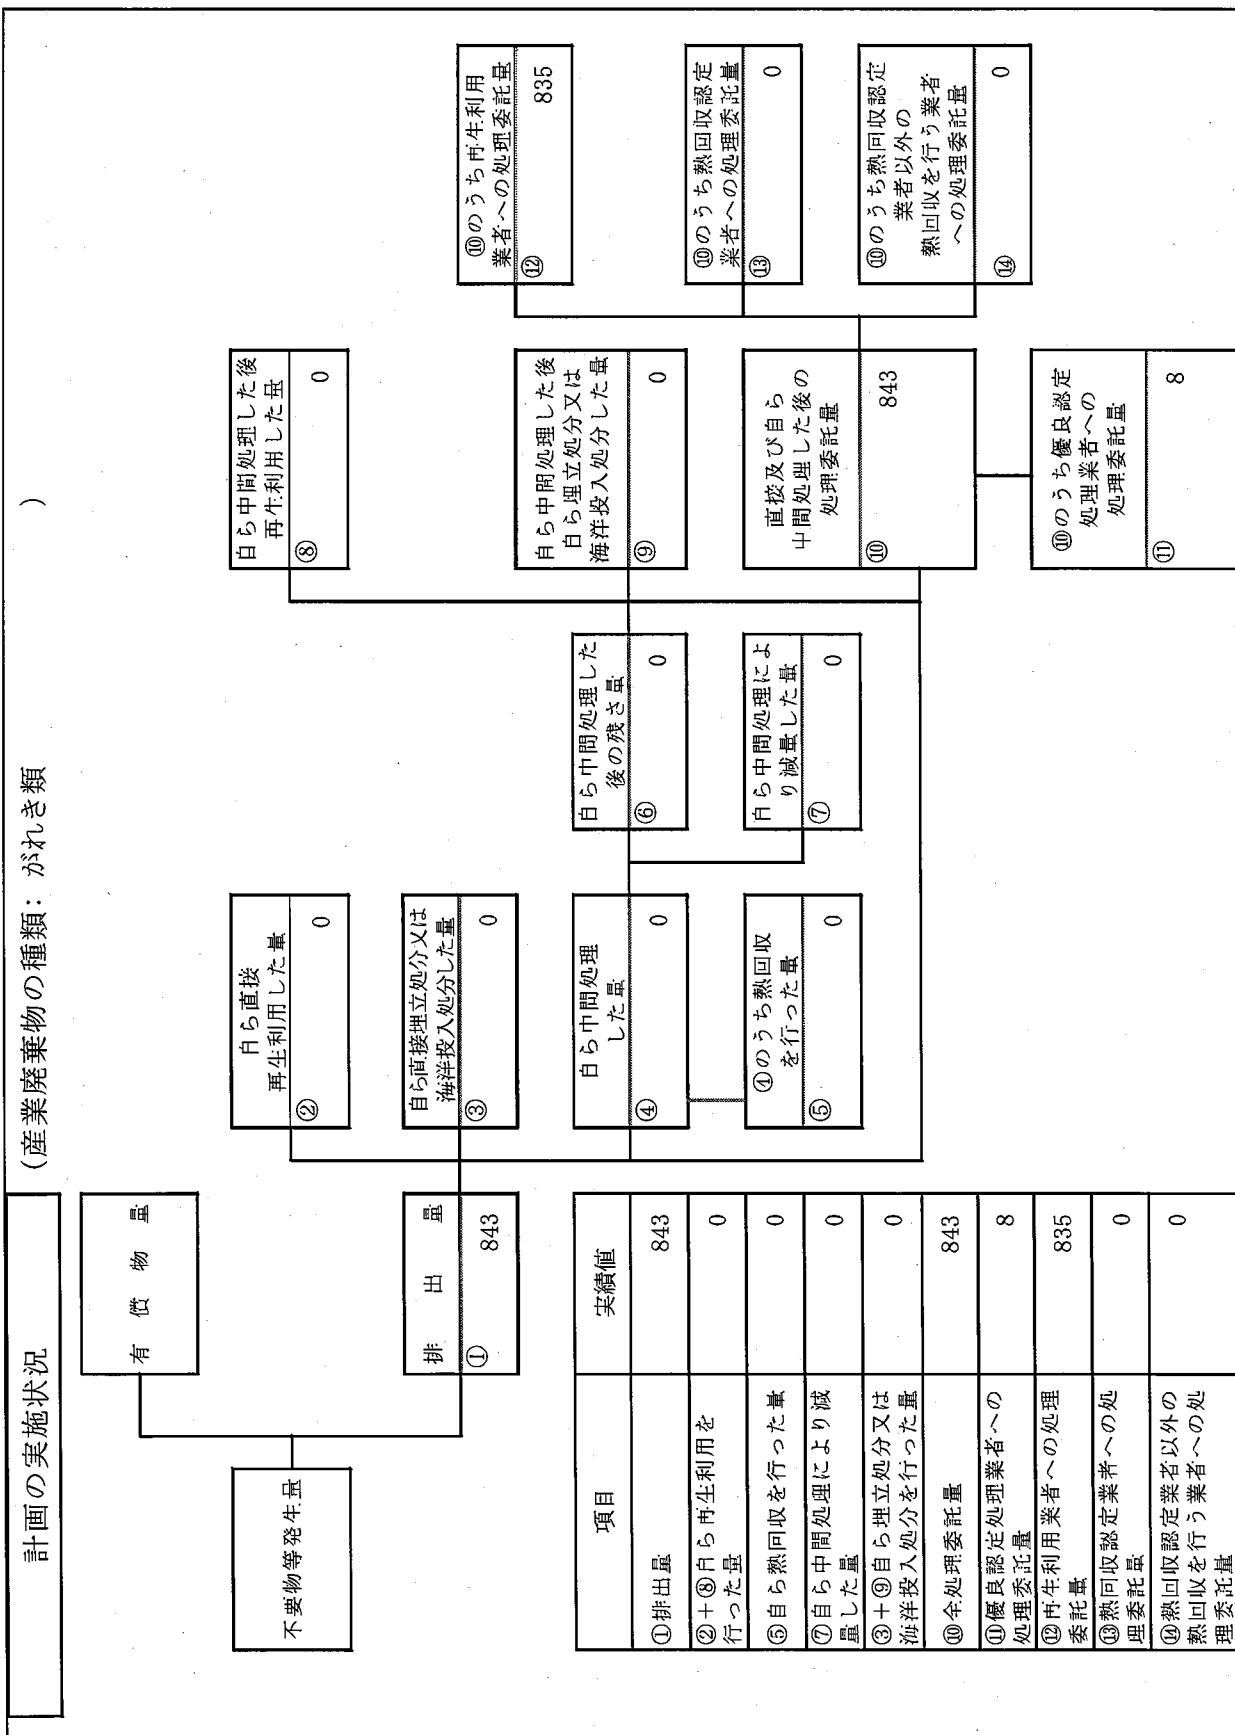 計画の実施状況
(産業廃棄物の種類: がれき類 )
不要物等発生量
有償物量
排出量
① 843
自ら直接
再生利用した量
② 0
自ら直接埋立処分又は
海洋投入処分した量
③ 0
自ら中間処理
した量
④ 0
④のうち熱回収
を行った量
⑤ 0
自ら中間処理した
後の残さ量
⑥ 0
自ら中間処理によ
り減量した量
⑦ 0
自ら中間処理した後
再生利用した量
⑧ 0
自ら中間処理した後
自ら埋立処分又は
海洋投入処分した量
⑨ 0
直接及び自ら
中間処理した後の
処理委託量
⑩ 843
⑩のうち優良認定
処理業者への
処理委託量
⑪ 8
⑩のうち再生利用
業者への処理委託量
⑫ 835
⑩のうち熱回収認定
業者への処理委託量
⑬ 0
⑩のうち熱回収認定
業者以外の
熱回収を行う業者
への処理委託量
⑭ 0
項目 実績値
①排出量 843
②+⑧自ら再生利用を
行った量 0
⑤自ら熱回収を行った量 0
⑦自ら中間処理により減
量した量 0
③+⑨自ら埋立処分又は
海洋投入処分を行った量 0
⑩全処理委託量 843
⑪優良認定処理業者への
処理委託量 8
⑫再生利用業者への処理
委託量 835
⑬熱回収認定業者への処
理委託量 0
⑭熱回収認定業者以外の
熱回収を行う業者への処
理委託量 0